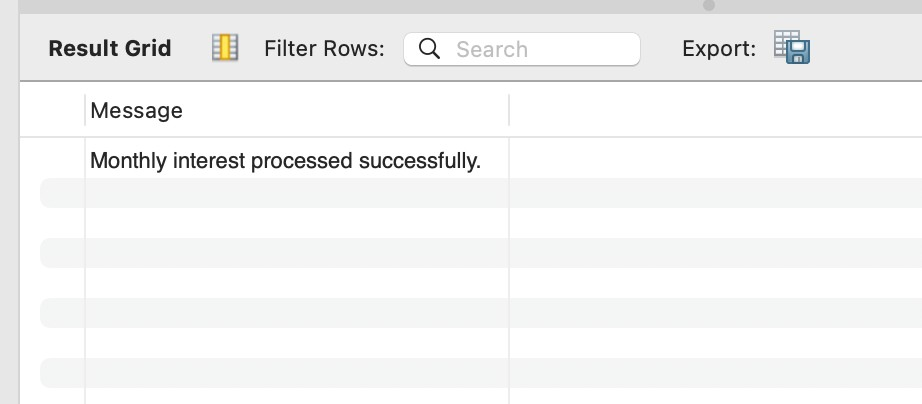 Result Grid Filter Rows: Search Export:
Message
Monthly interest processed successfully.